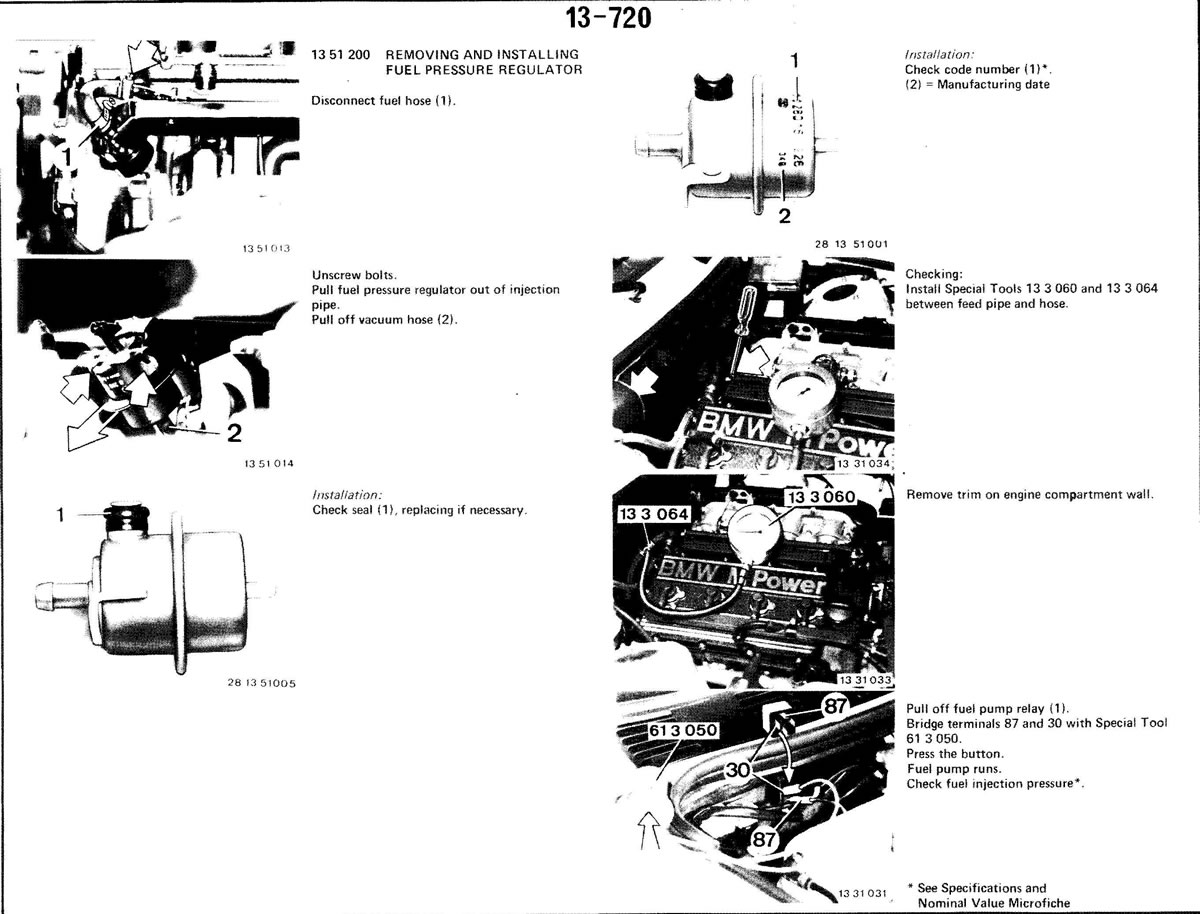 13-720
13 51 200 REMOVING AND INSTALLING
FUEL PRESSURE REGULATOR
Disconnect fuel hose (1).
1
13 51 013
Unscrew bolts.
Pull fuel pressure regulator out of injection
pipe.
Pull off vacuum hose (2).
2
13 51 014
Installation:
Check seal (1), replacing if necessary.
1
28 13 51005
Installation:
Check code number (1)*.
(2) = Manufacturing date
1
2
28 13 51001
Checking:
Install Special Tools 13 3 060 and 13 3 064
between feed pipe and hose.
BMW M Power
13 31 034
Remove trim on engine compartment wall.
13 3 060
13 3 064
BMW M Power
13 31 033
Pull off fuel pump relay (1).
Bridge terminals 87 and 30 with Special Tool
61 3 050.
Press the button.
Fuel pump runs.
Check fuel injection pressure*.
87
61 3 050
30
87
13 31 031
* See Specifications and
Nominal Value Microfiche